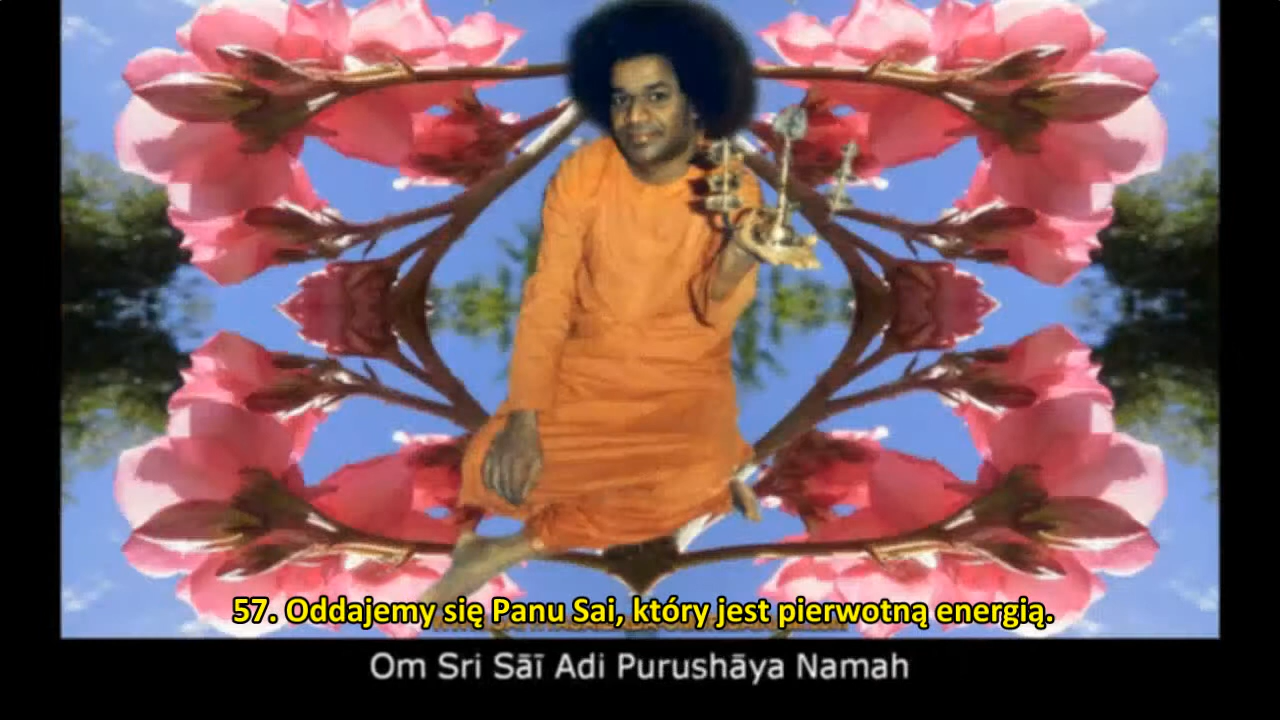 57. Oddajemy się Panu Sai, który jest pierwotną energią.
Om Sri Sāī Adi Purushāya Namah